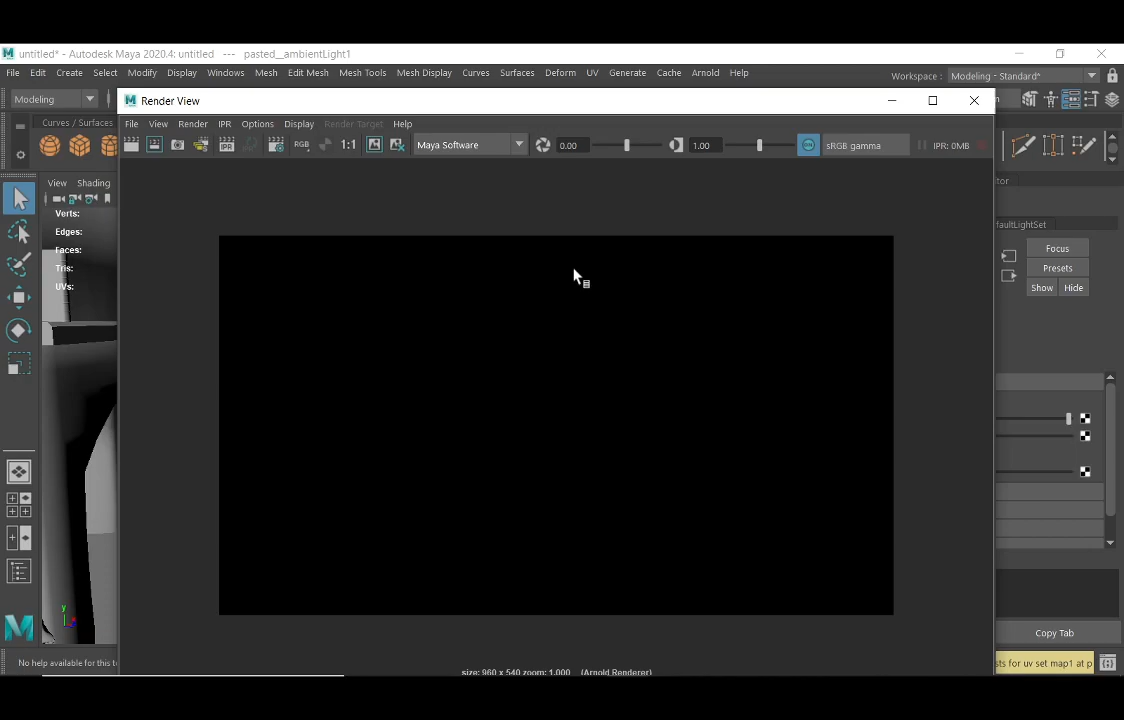 untitled* - Autodesk Maya 2020.4: untitled --- pasted__ambientLight1
File Edit Create Select Modify Display Windows Mesh Edit Mesh Mesh Tools Mesh Display Curves Surfaces Deform UV Generate Cache Arnold Help
Workspace : Modeling - Standard*
Modeling
Render View
Curves / Surfaces
File View Render IPR Options Display Render Target Help
IPR RGB 1:1 Maya Software 0.00 1.00 sRGB gamma IPR: 0MB
View Shading
Verts:
Edges:
Faces:
Tris:
UVs:
faultLightSet
Focus
Presets
Show Hide
y
Copy Tab
No help available for this t
size: 960 x 540 zoom: 1.000 (Arnold Renderer)
sts for uv set map1 at p